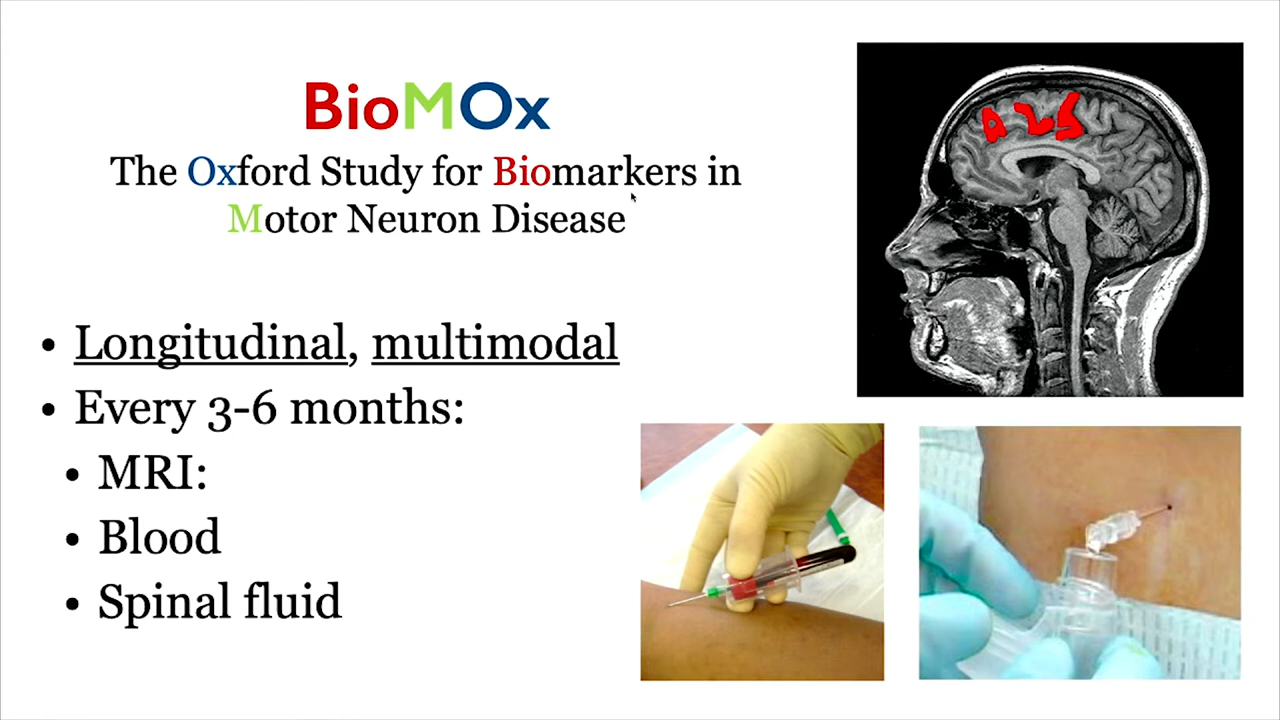 BioMOx
The Oxford Study for Biomarkers in
Motor Neuron Disease
• Longitudinal, multimodal
• Every 3-6 months:
• MRI:
• Blood
• Spinal fluid